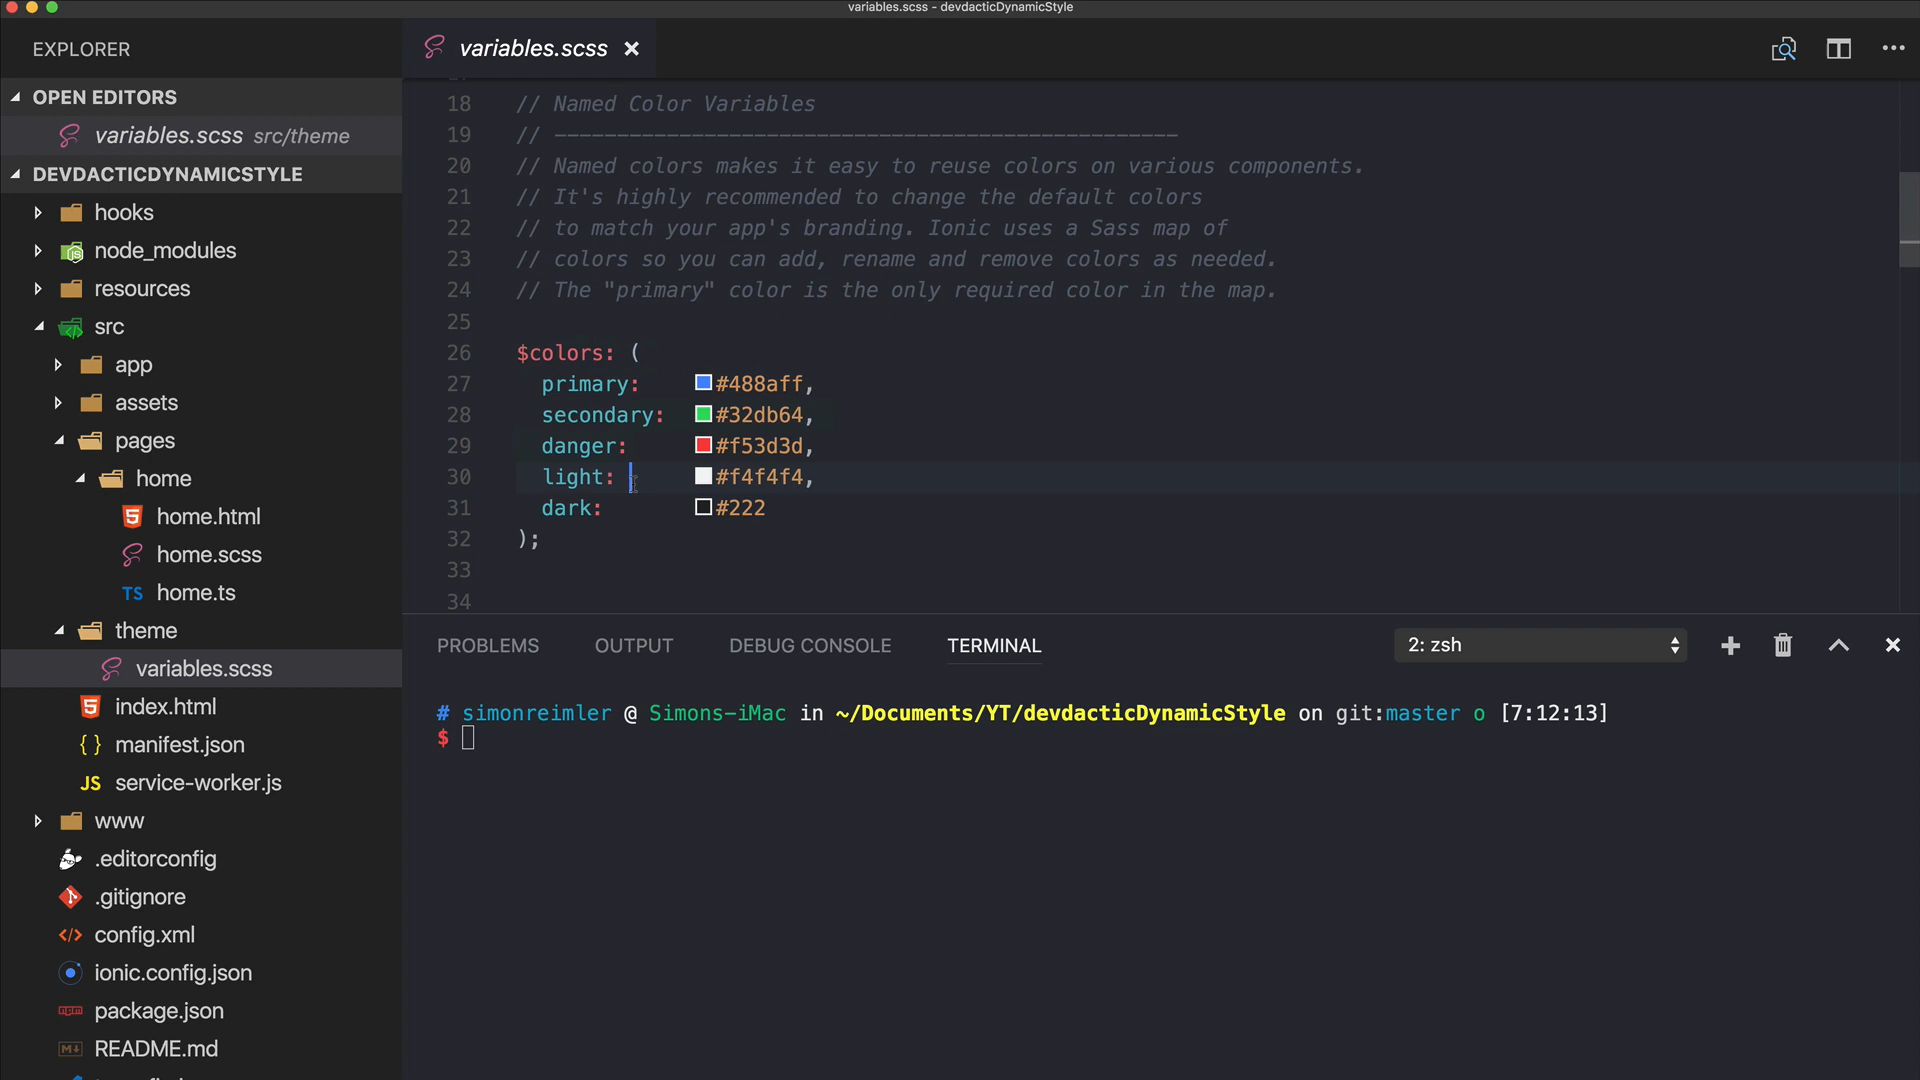 variables.scss - devdacticDynamicStyle
EXPLORER
OPEN EDITORS
variables.scss src/theme
DEVDACTICDYNAMICSTYLE
hooks
node_modules
resources
src
app
assets
pages
home
home.html
home.scss
TS home.ts
theme
variables.scss
index.html
{ } manifest.json
JS service-worker.js
www
.editorconfig
.gitignore
config.xml
ionic.config.json
package.json
README.md
variables.scss
18 // Named Color Variables
19 // --------------------------------------------------
20 // Named colors makes it easy to reuse colors on various components.
21 // It's highly recommended to change the default colors
22 // to match your app's branding. Ionic uses a Sass map of
23 // colors so you can add, rename and remove colors as needed.
24 // The "primary" color is the only required color in the map.
25
26 $colors: (
27 primary: #488aff,
28 secondary: #32db64,
29 danger: #f53d3d,
30 light: #f4f4f4,
31 dark: #222
32 );
33
34
PROBLEMS OUTPUT DEBUG CONSOLE TERMINAL 2: zsh
# simonreimler @ Simons-iMac in ~/Documents/YT/devdacticDynamicStyle on git:master o [7:12:13]
$